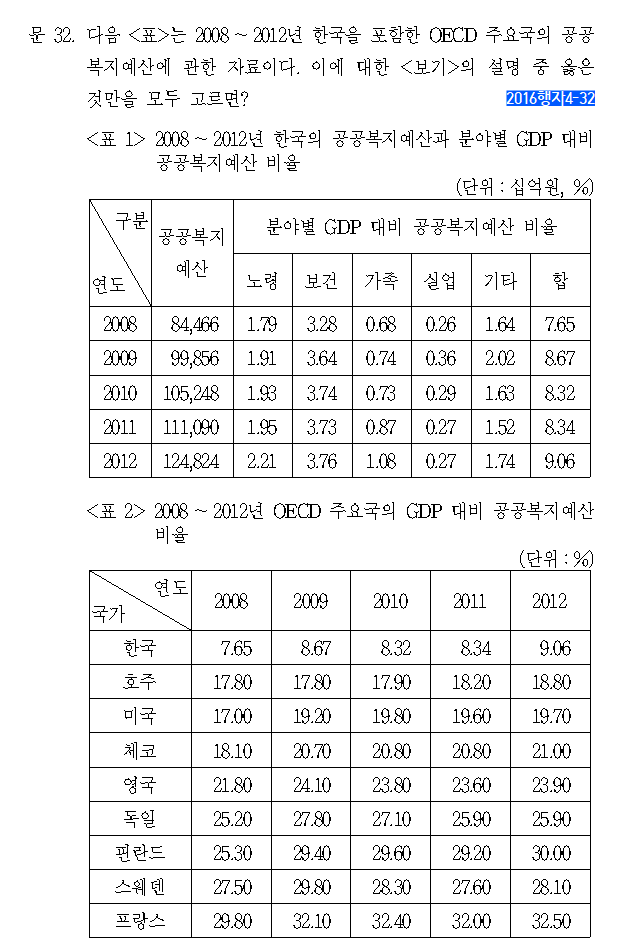 문 32. 다음 <표>는 2008 ~ 2012년 한국을 포함한 OECD 주요국의 공공
복지예산에 관한 자료이다. 이에 대한 <보기>의 설명 중 옳은
것만을 모두 고르면?
2016행자4-32
<표 1> 2008 ~ 2012년 한국의 공공복지예산과 분야별 GDP 대비
공공복지예산 비율
(단위 : 십억원, %)
구분 연도 공공복지 예산 분야별 GDP 대비 공공복지예산 비율
노령 보건 가족 실업 기타 합
2008 84,466 1.79 3.28 0.68 0.26 1.64 7.65
2009 99,856 1.91 3.64 0.74 0.36 2.02 8.67
2010 105,248 1.93 3.74 0.73 0.29 1.63 8.32
2011 111,090 1.95 3.73 0.87 0.27 1.52 8.34
2012 124,824 2.21 3.76 1.08 0.27 1.74 9.06
<표 2> 2008 ~ 2012년 OECD 주요국의 GDP 대비 공공복지예산
비율
(단위 : %)
연도 국가 2008 2009 2010 2011 2012
한국 7.65 8.67 8.32 8.34 9.06
호주 17.80 17.80 17.90 18.20 18.80
미국 17.00 19.20 19.80 19.60 19.70
체코 18.10 20.70 20.80 20.80 21.00
영국 21.80 24.10 23.80 23.60 23.90
독일 25.20 27.80 27.10 25.90 25.90
핀란드 25.30 29.40 29.60 29.20 30.00
스웨덴 27.50 29.80 28.30 27.60 28.10
프랑스 29.80 32.10 32.40 32.00 32.50